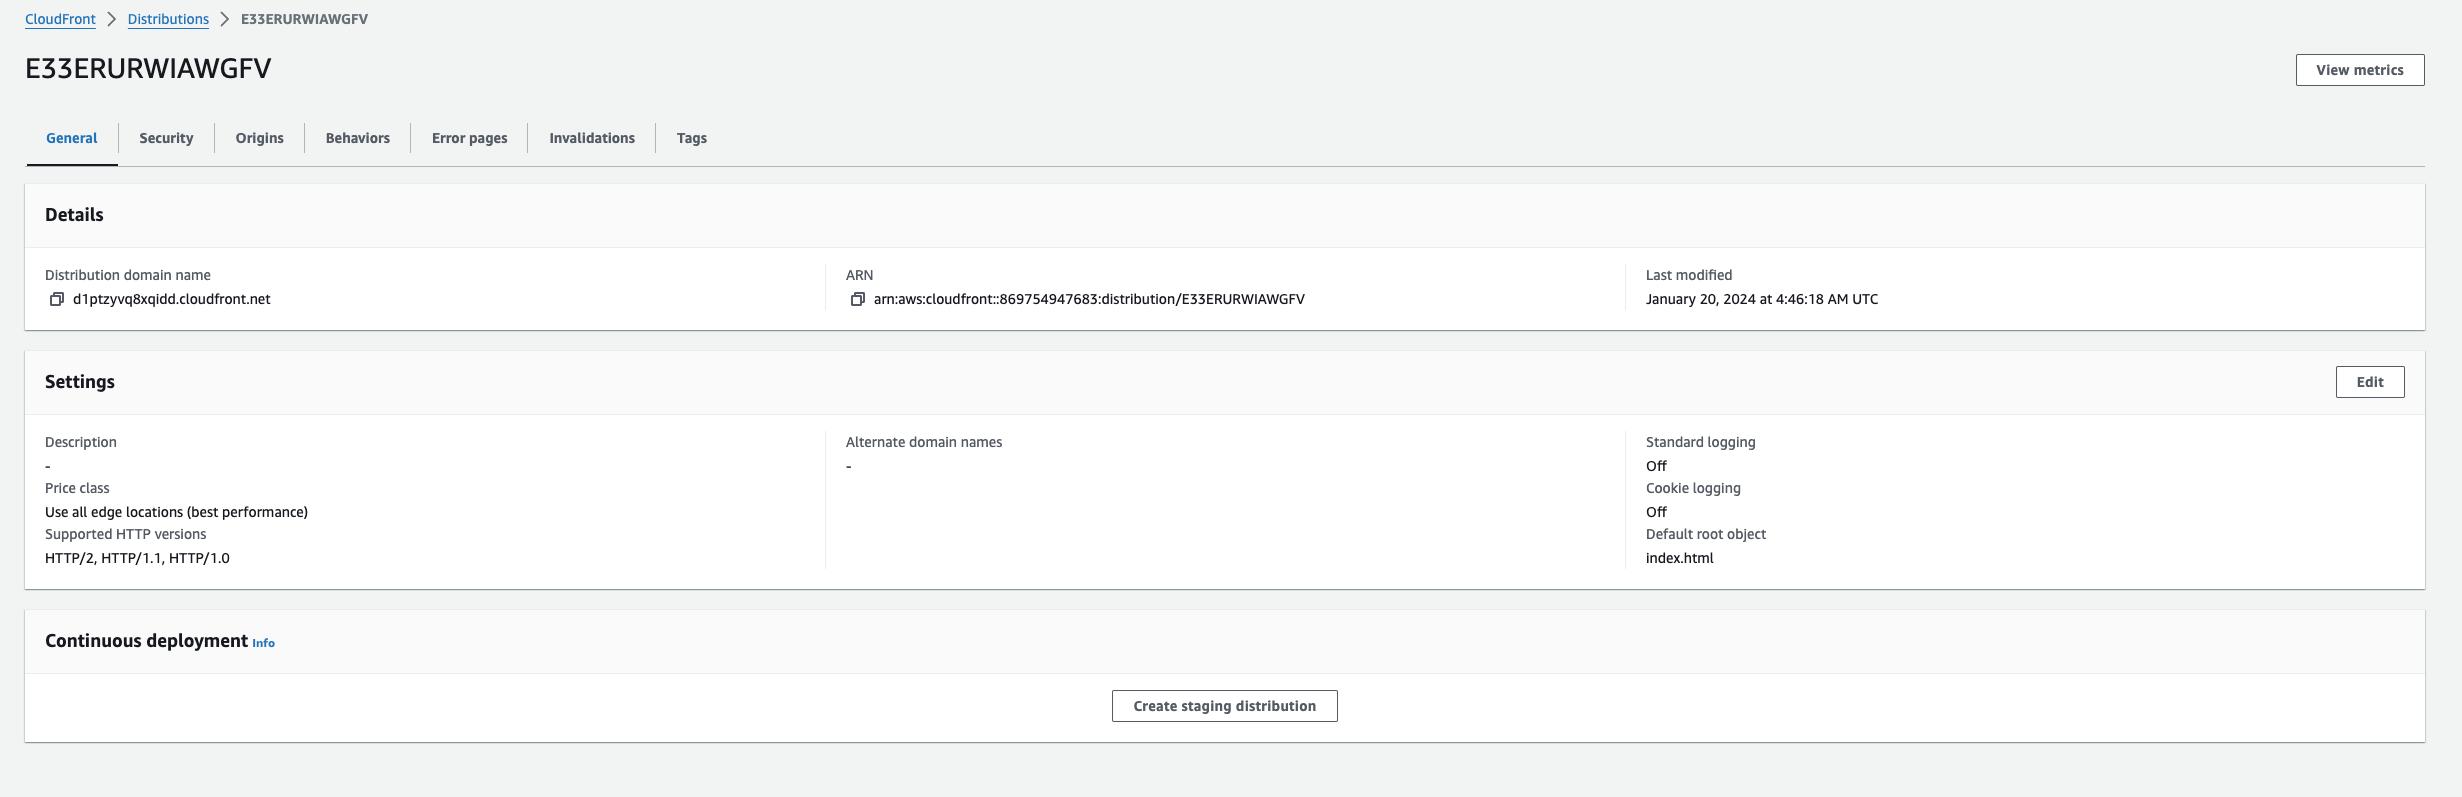 CloudFront > Distributions > E33ERURWIAWGFV
E33ERURWIAWGFV
View metrics
General
Security
Origins
Behaviors
Error pages
Invalidations
Tags
Details
Distribution domain name
d1ptzyvq8xqidd.cloudfront.net
ARN
arn:aws:cloudfront::869754947683:distribution/E33ERURWIAWGFV
Last modified
January 20, 2024 at 4:46:18 AM UTC
Settings
Edit
Description
-
Price class
Use all edge locations (best performance)
Supported HTTP versions
HTTP/2, HTTP/1.1, HTTP/1.0
Alternate domain names
-
Standard logging
Off
Cookie logging
Off
Default root object
index.html
Continuous deployment Info
Create staging distribution